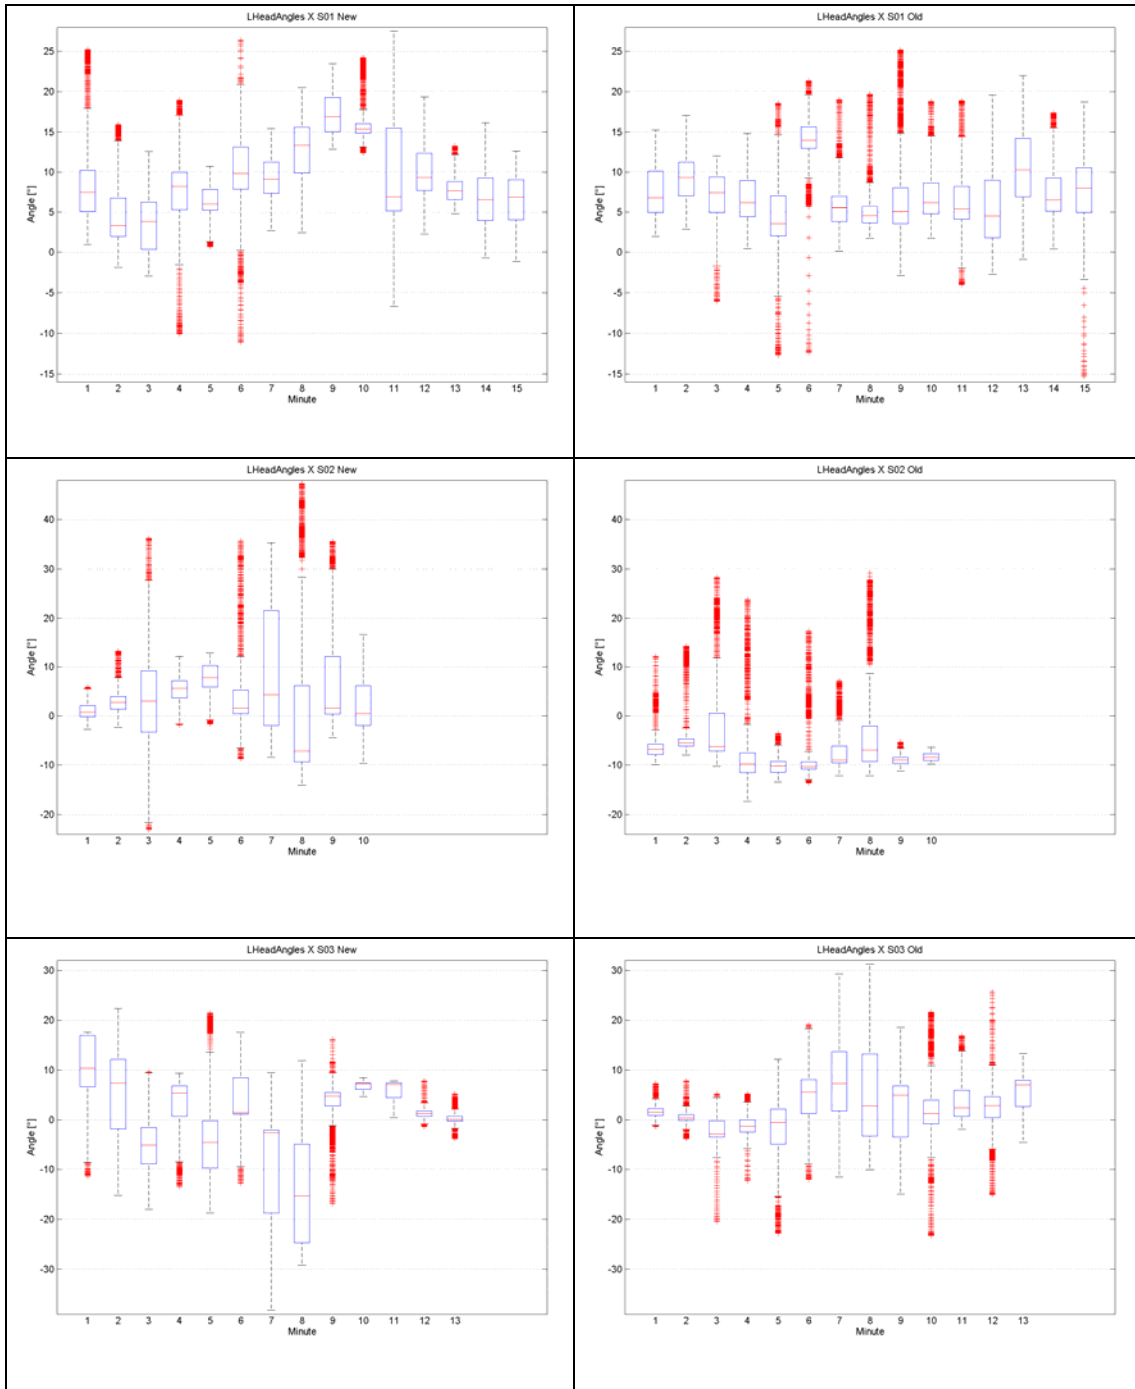 LHeadAngles X S01 New
25
20
15
10
5
0
-5
-10
-15
Angle [°]
1 2 3 4 5 6 7 8 9 10 11 12 13 14 15
Minute
LHeadAngles X S01 Old
25
20
15
10
5
0
-5
-10
-15
Angle [°]
1 2 3 4 5 6 7 8 9 10 11 12 13 14 15
Minute
LHeadAngles X S02 New
40
30
20
10
0
-10
-20
Angle [°]
1 2 3 4 5 6 7 8 9 10
Minute
LHeadAngles X S02 Old
40
30
20
10
0
-10
-20
Angle [°]
1 2 3 4 5 6 7 8 9 10
Minute
LHeadAngles X S03 New
30
20
10
0
-10
-20
-30
Angle [°]
1 2 3 4 5 6 7 8 9 10 11 12 13
Minute
LHeadAngles X S03 Old
30
20
10
0
-10
-20
-30
Angle [°]
1 2 3 4 5 6 7 8 9 10 11 12 13
Minute